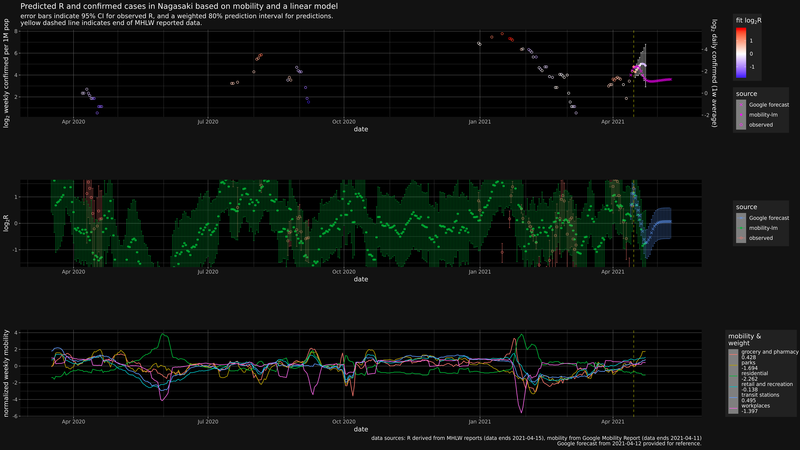 Predicted R and confirmed cases in Nagasaki based on mobility and a linear model
error bars indicate 95% CI for observed R, and a weighted 80% prediction interval for predictions.
yellow dashed line indicates end of MHLW reported data.
log₂ weekly confirmed per 1M pop
8
6
4
2
0
log₂ daily confirmed (1w average)
4
2
0
-2
Apr 2020
Jul 2020
Oct 2020
Jan 2021
Apr 2021
date
fit log₂R
1
0
-1
source
Google forecast
mobility-lm
observed
log₂R
1
0
-1
Apr 2020
Jul 2020
Oct 2020
Jan 2021
Apr 2021
date
source
Google forecast
mobility-lm
observed
normalized weekly mobility
4
2
0
-2
-4
-6
Apr 2020
Jul 2020
Oct 2020
Jan 2021
Apr 2021
date
mobility &
weight
grocery and pharmacy
0.428
parks
-1.694
residential
-2.262
retail and recreation
-0.138
transit stations
0.495
workplaces
-1.397
data sources: R derived from MHLW reports (data ends 2021-04-15), mobility from Google Mobility Report (data ends 2021-04-11)
Google forecast from 2021-04-12 provided for reference.